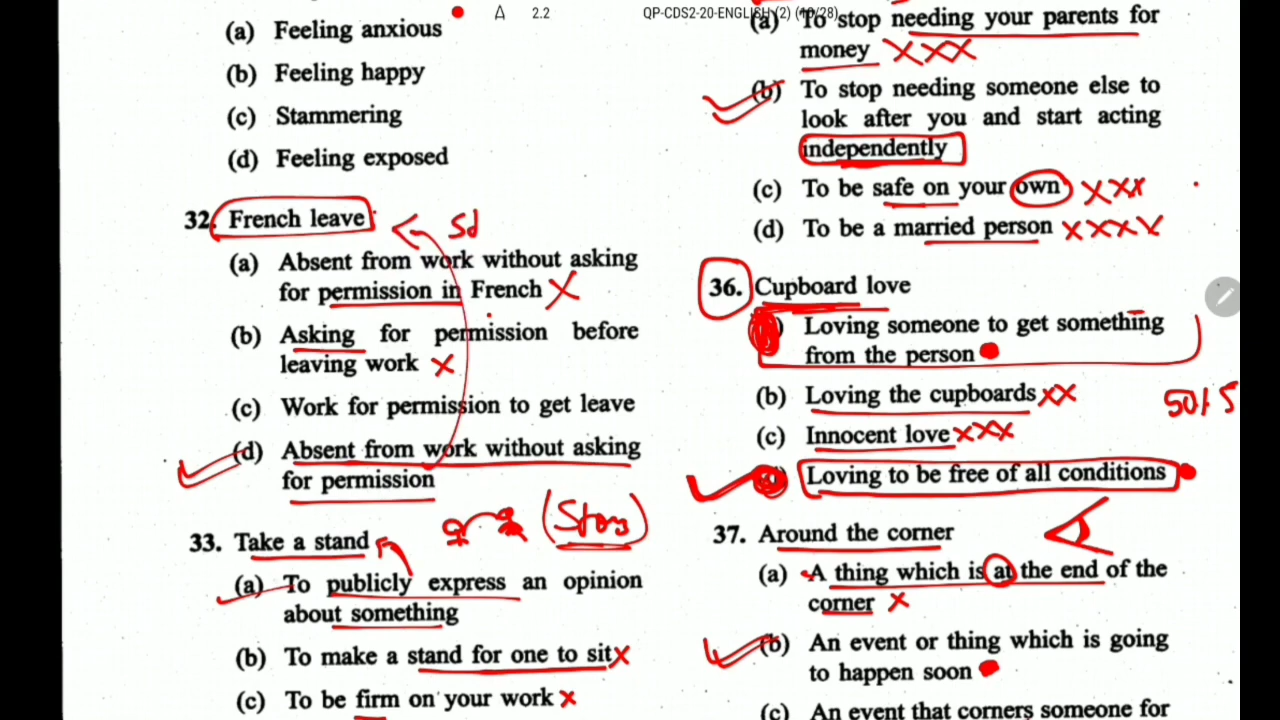 2.2
QP-CDS2-20-ENGLISH (2) (10/28)
(a) Feeling anxious
(b) Feeling happy
(c) Stammering
(d) Feeling exposed
32. French leave
sd
(a) Absent from work without asking
for permission in French X
(b) Asking for permission before
leaving work X
(c) Work for permission to get leave
(d) Absent from work without asking
for permission
33. Take a stand
(a) To publicly express an opinion
about something
(b) To make a stand for one to sit X
(c) To be firm on your work X
(a) To stop needing your parents for
money XXX
(b) To stop needing someone else to
look after you and start acting
independently
(c) To be safe on your own XXX
(d) To be a married person XXXX
36. Cupboard love
Loving someone to get something
from the person
(b) Loving the cupboards XX
(c) Innocent love XXX
Loving to be free of all conditions
37. Around the corner
(a) A thing which is at the end of the
corner X
(b) An event or thing which is going
to happen soon
(c) An event that corners someone for